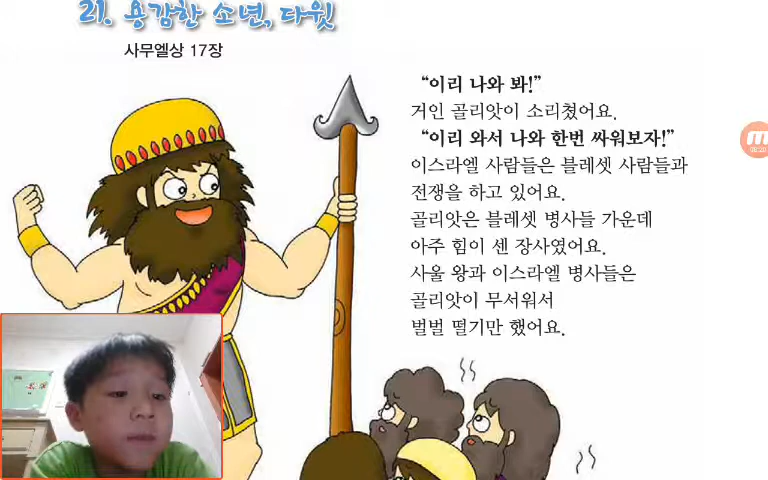 21. 용감한 소년, 다윗
사무엘상 17장
“이리 나와 봐!”
거인 골리앗이 소리쳤어요.
“이리 와서 나와 한번 싸워보자!”
이스라엘 사람들은 블레셋 사람들과
전쟁을 하고 있어요.
골리앗은 블레셋 병사들 가운데
아주 힘이 센 장사였어요.
사울 왕과 이스라엘 병사들은
골리앗이 무서워서
벌벌 떨기만 했어요.